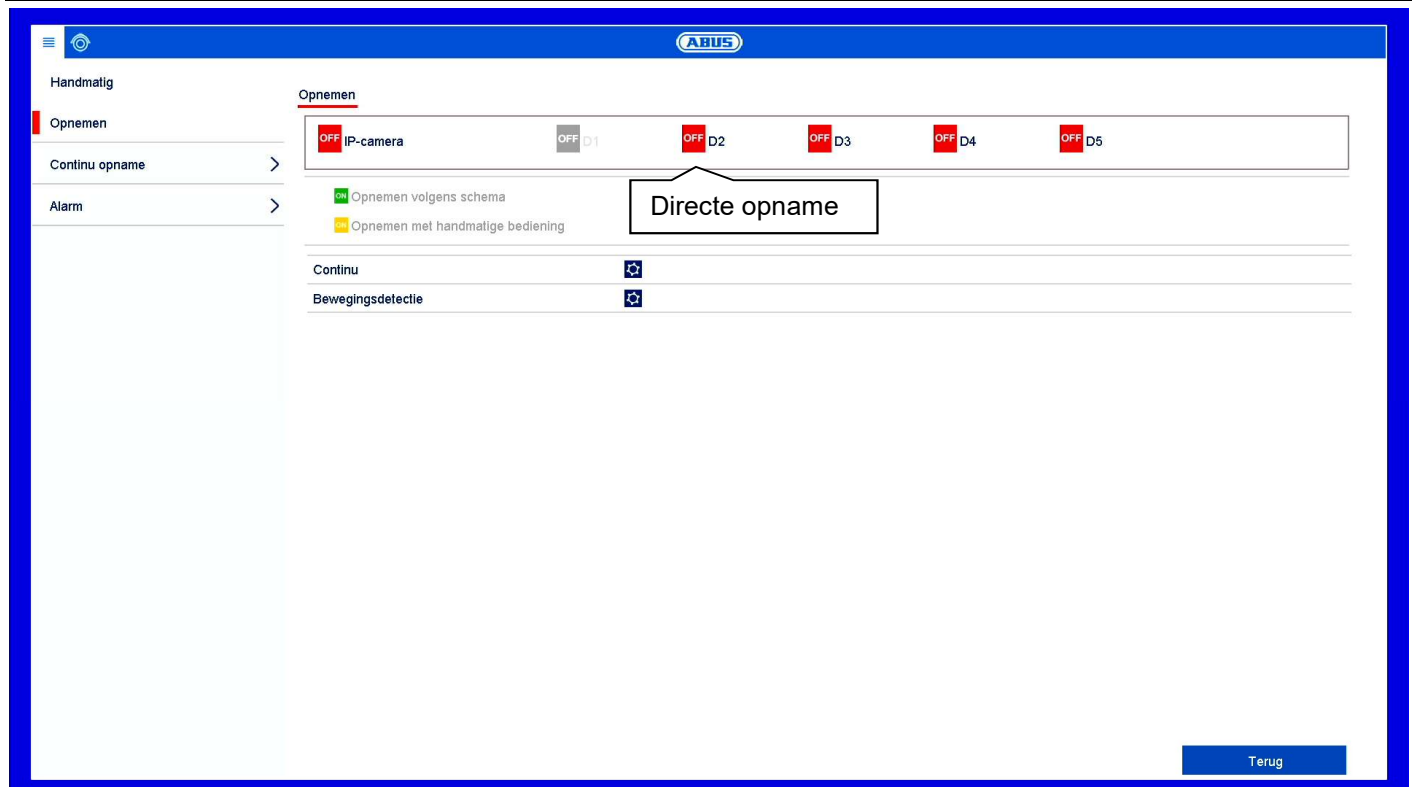 ABUS
Handmatig
Opnemen
Opnemen
OFF IP-camera OFF D1 OFF D2 OFF D3 OFF D4 OFF D5
Continu opname
ON Opnemen volgens schema
Directe opname
Alarm
ON Opnemen met handmatige bediening
Continu
Bewegingsdetectie
Terug